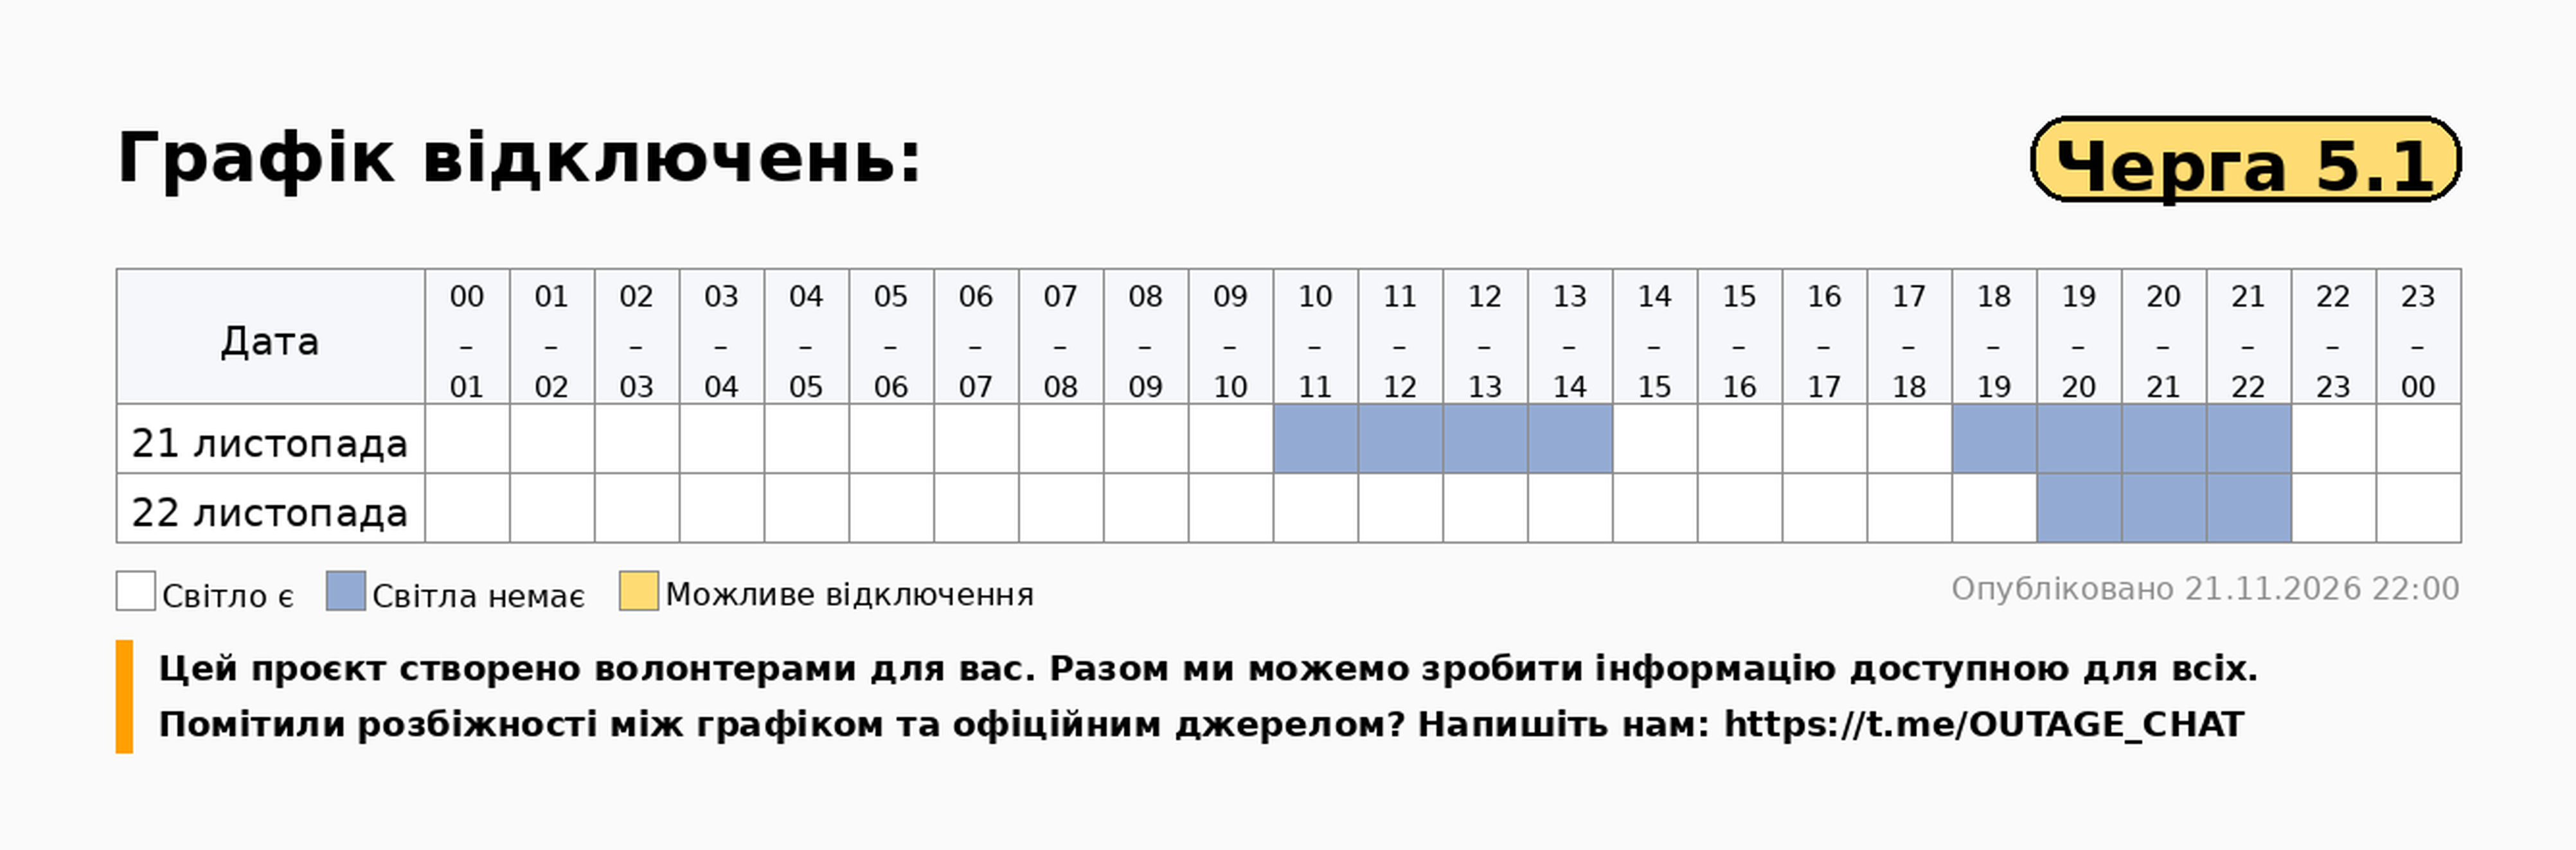 Графік відключень:
Черга 5.1
Дата
00 – 01
01 – 02
02 – 03
03 – 04
04 – 05
05 – 06
06 – 07
07 – 08
08 – 09
09 – 10
10 – 11
11 – 12
12 – 13
13 – 14
14 – 15
15 – 16
16 – 17
17 – 18
18 – 19
19 – 20
20 – 21
21 – 22
22 – 23
23 – 00
21 листопада
22 листопада
Світло є
Світла немає
Можливе відключення
Опубліковано 21.11.2026 22:00
Цей проєкт створено волонтерами для вас. Разом ми можемо зробити інформацію доступною для всіх.
Помітили розбіжності між графіком та офіційним джерелом? Напишіть нам: https://t.me/OUTAGE_CHAT